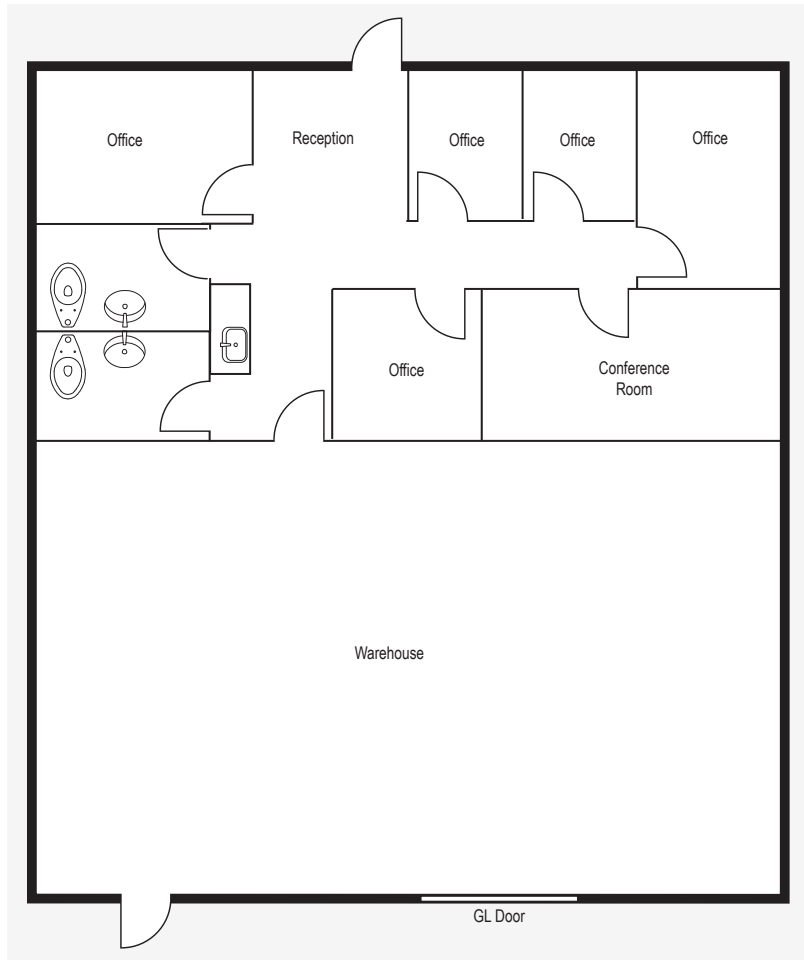 Office
Reception
Office
Office
Office
Office
Conference
Room
Warehouse
GL Door